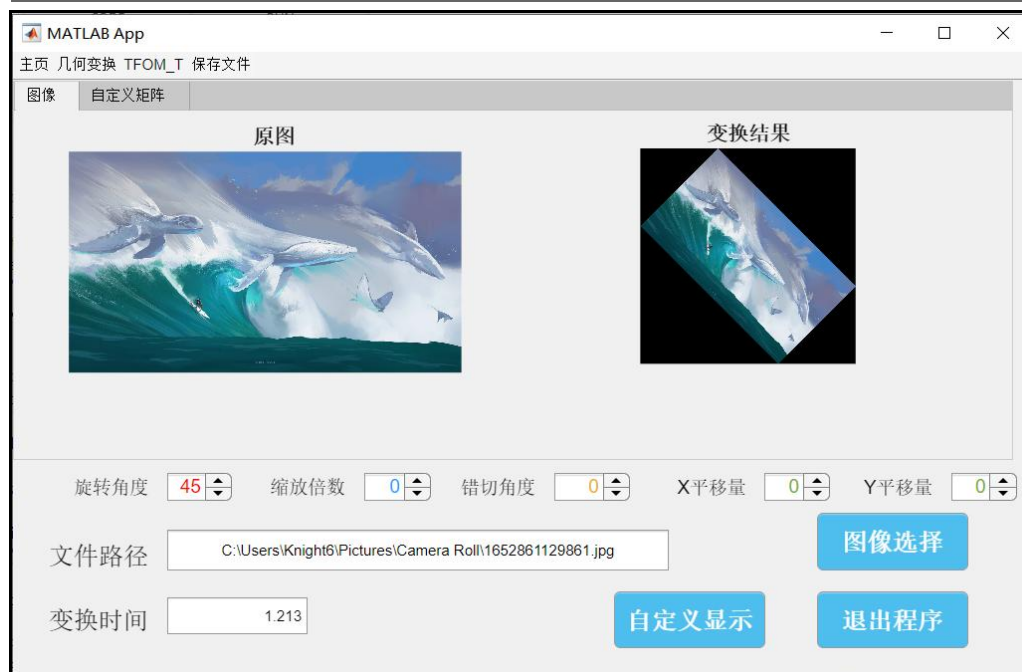 MATLAB App
主页 几何变换 TFOM_T 保存文件
图像 自定义矩阵
原图 变换结果
旋转角度 45 缩放倍数 0 错切角度 0 X平移量 0 Y平移量 0
文件路径 C:\Users\Knight6\Pictures\Camera Roll\1652861129861.jpg 图像选择
变换时间 1.213 自定义显示 退出程序